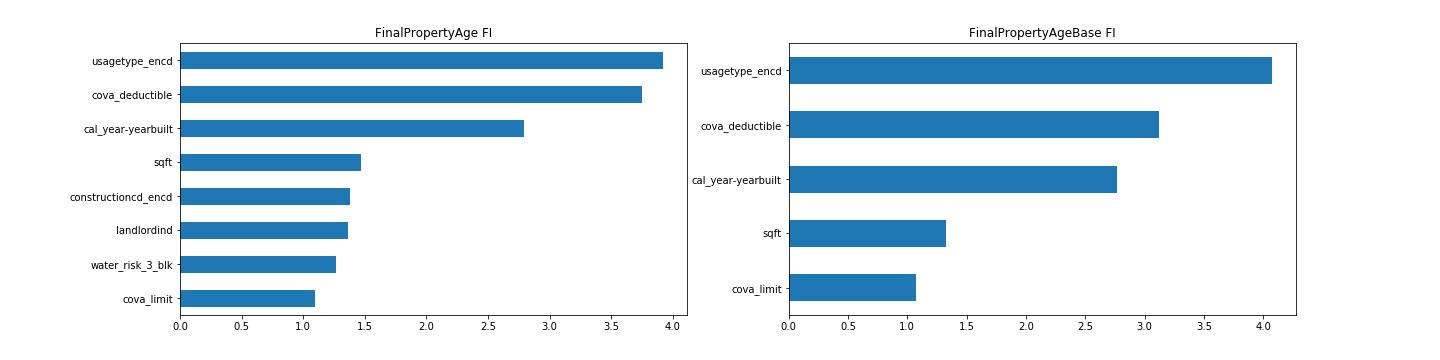 FinalPropertyAge FI
usagetype_encd
cova_deductible
cal_year-yearbuilt
sqft
constructioncd_encd
landlordind
water_risk_3_blk
cova_limit
0.0 0.5 1.0 1.5 2.0 2.5 3.0 3.5 4.0
FinalPropertyAgeBase FI
usagetype_encd
cova_deductible
cal_year-yearbuilt
sqft
cova_limit
0.0 0.5 1.0 1.5 2.0 2.5 3.0 3.5 4.0